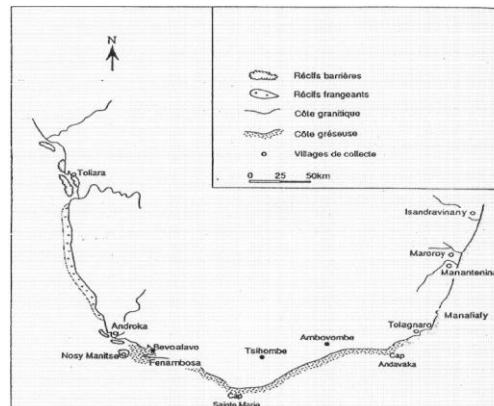 N
Récifs barrières
Récifs frangeants
Côte granitique
Côte gréseuse
Villages de collecte
0 25 50km
Toliara
Isandravinany
Maroroy
Manantenina
Manafiafy
Tolagnaro
Androka
Bevoalavo
Ambovombe
Tsihombe
Nosy Manitse
Fenambosa
Cap
Andavaka
Cap
Sainte Marie